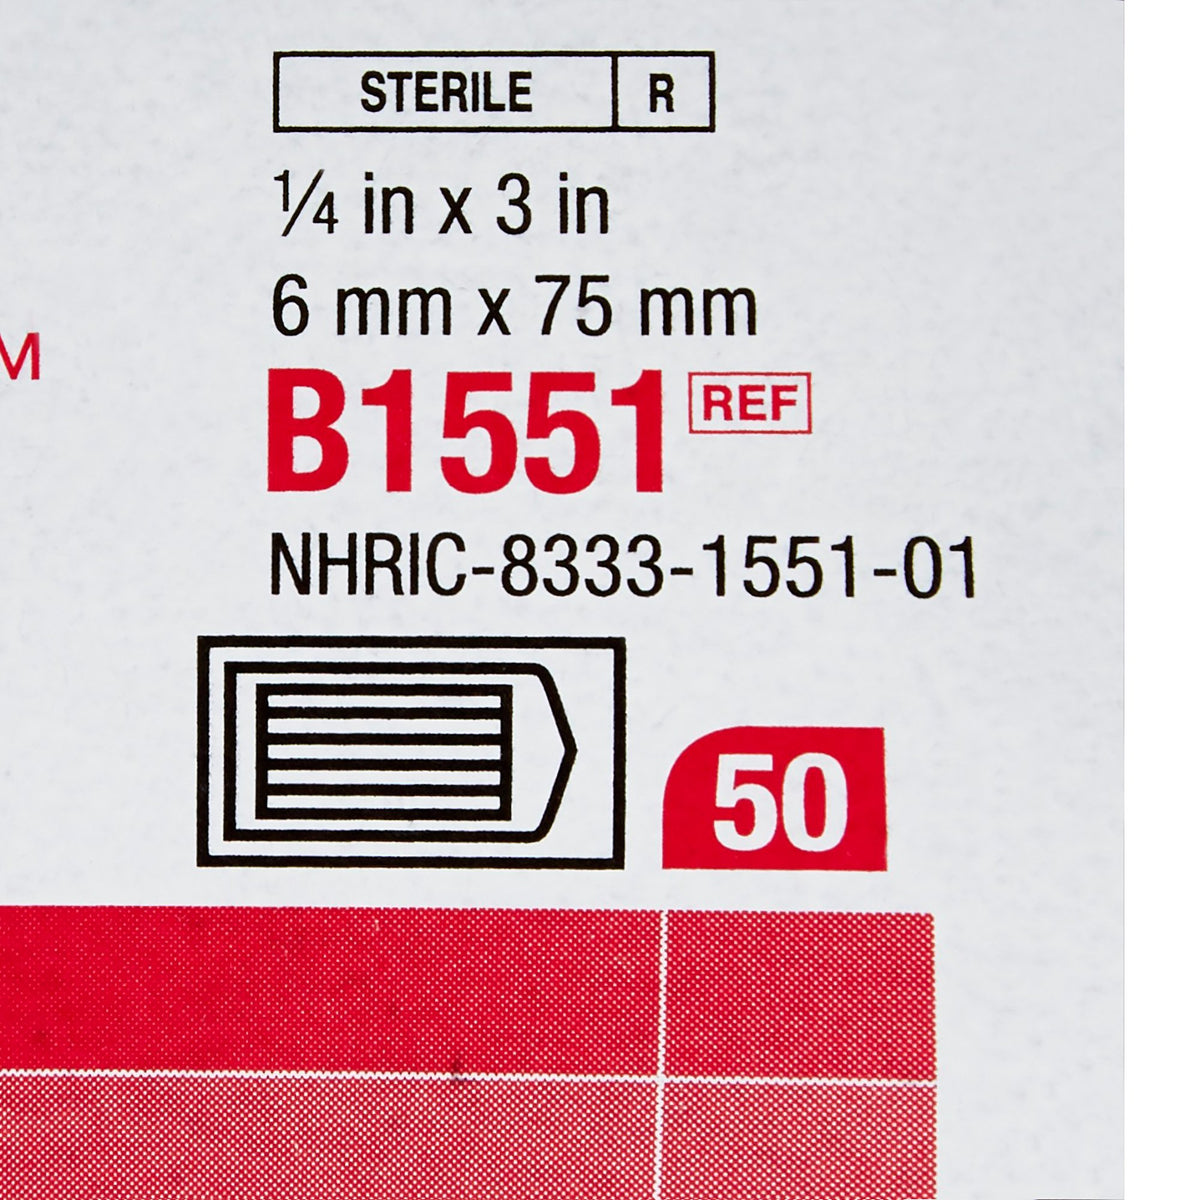 STERILE R
¼ in x 3 in
6 mm x 75 mm
M
B1551 REF
NHRIC-8333-1551-01
50